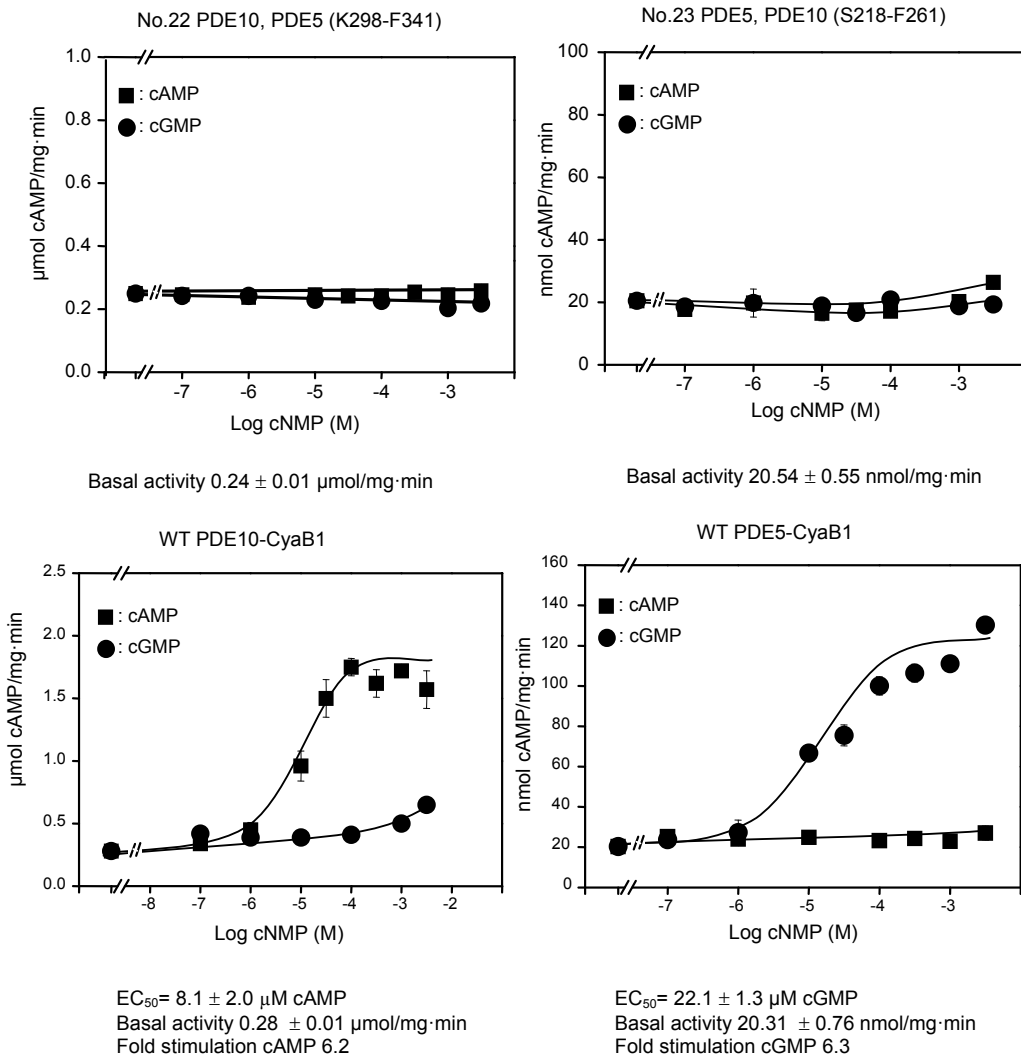 No.22 PDE10, PDE5 (K298-F341)
1.0
0.8
0.6
0.4
0.2
0.0
µmol cAMP/mg·min
: cAMP
: cGMP
-7 -6 -5 -4 -3
Log cNMP (M)
Basal activity 0.24 ± 0.01 µmol/mg·min
No.23 PDE5, PDE10 (S218-F261)
100
80
60
40
20
0
nmol cAMP/mg·min
: cAMP
: cGMP
-7 -6 -5 -4 -3
Log cNMP (M)
Basal activity 20.54 ± 0.55 nmol/mg·min
WT PDE10-CyaB1
2.5
2.0
1.5
1.0
0.5
0.0
µmol cAMP/mg·min
: cAMP
: cGMP
-8 -7 -6 -5 -4 -3 -2
Log cNMP (M)
EC₅₀= 8.1 ± 2.0 µM cAMP
Basal activity 0.28 ± 0.01 µmol/mg·min
Fold stimulation cAMP 6.2
WT PDE5-CyaB1
160
140
120
100
80
60
40
20
0
nmol cAMP/mg·min
: cAMP
: cGMP
-7 -6 -5 -4 -3
Log cNMP (M)
EC₅₀= 22.1 ± 1.3 µM cGMP
Basal activity 20.31 ± 0.76 nmol/mg·min
Fold stimulation cGMP 6.3